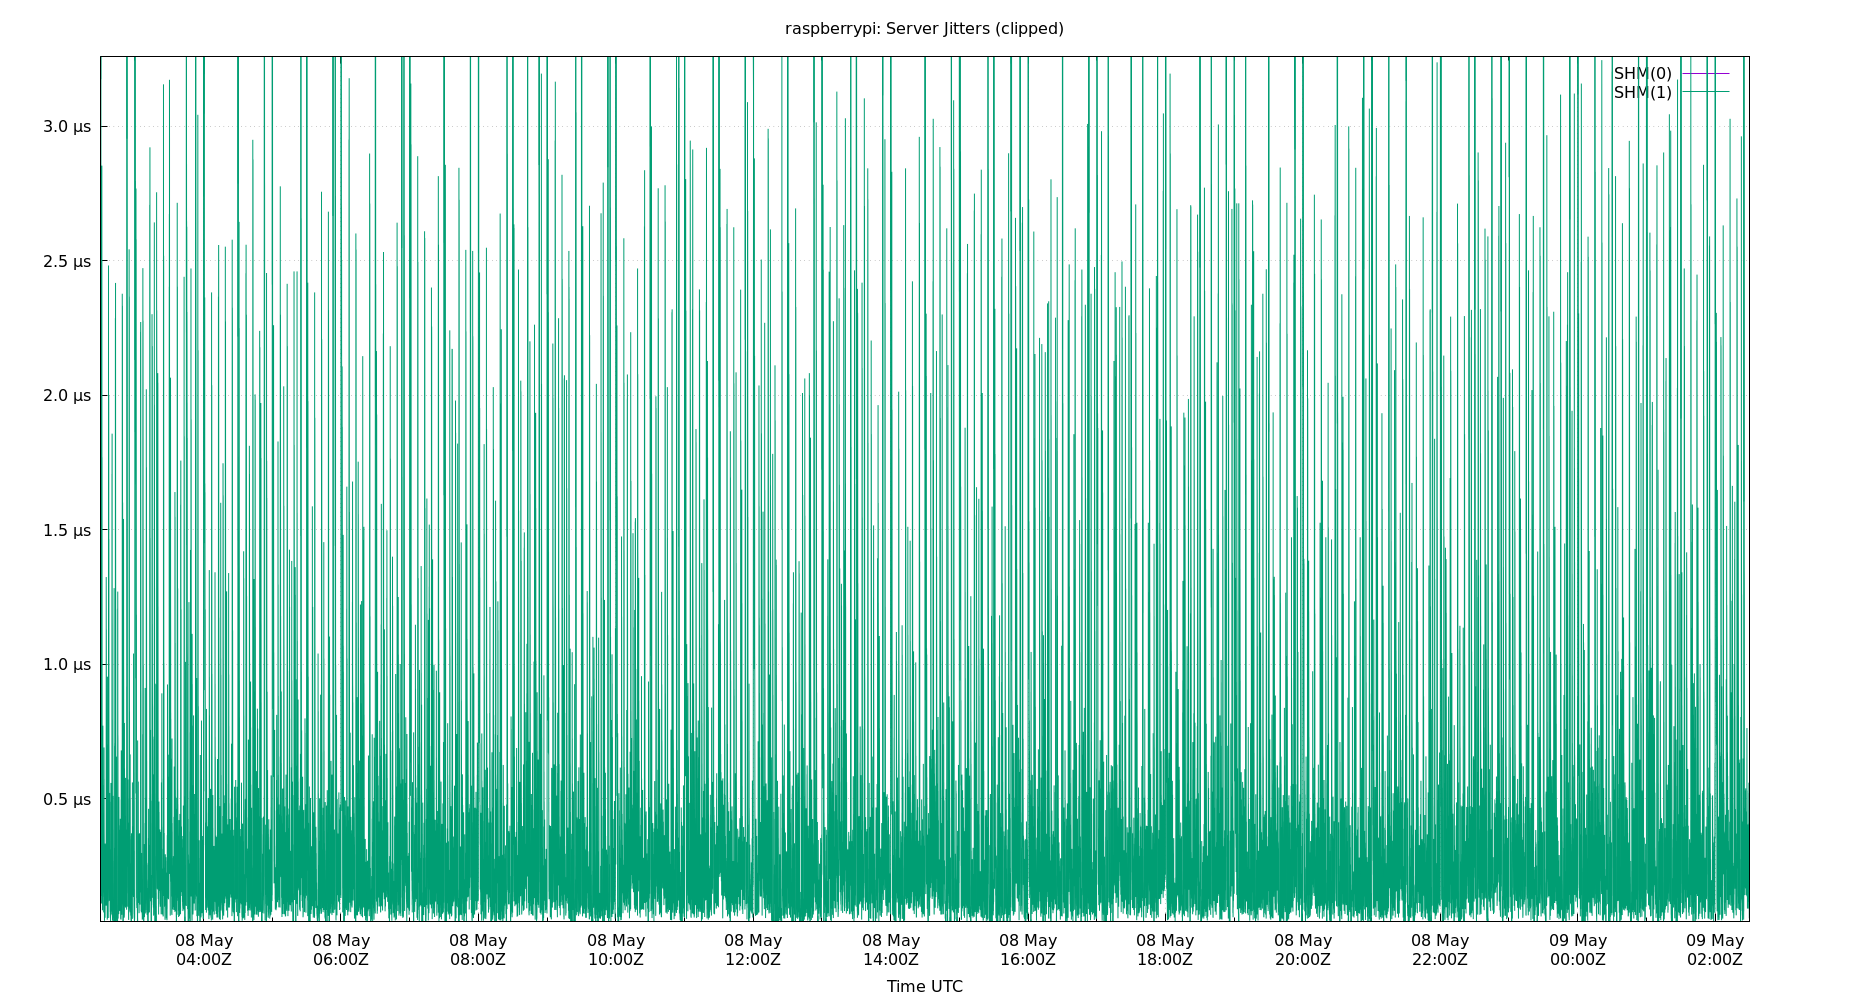 raspberrypi: Server Jitters (clipped)
SHM(0)
SHM(1)
3.0 µs
2.5 µs
2.0 µs
1.5 µs
1.0 µs
0.5 µs
08 May 08 May 08 May 08 May 08 May 08 May 08 May 08 May 08 May 08 May 09 May 09 May
04:00Z 06:00Z 08:00Z 10:00Z 12:00Z 14:00Z 16:00Z 18:00Z 20:00Z 22:00Z 00:00Z 02:00Z
Time UTC